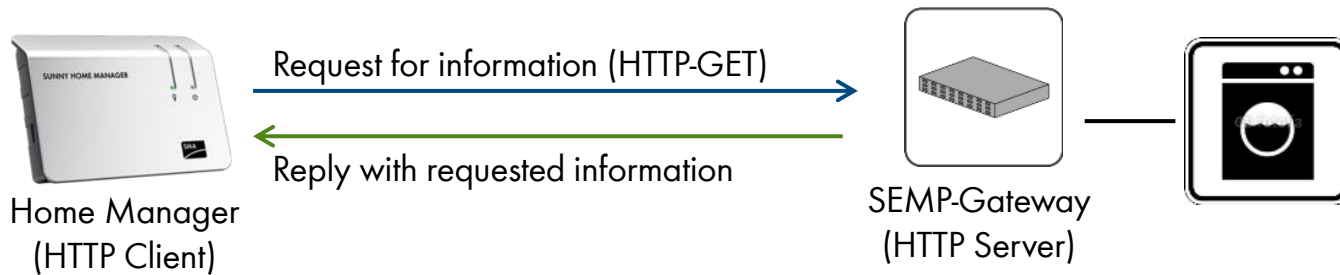 SUNNY HOME MANAGER
SMA
Request for information (HTTP-GET)
Reply with requested information
Home Manager
(HTTP Client)
SEMP-Gateway
(HTTP Server)